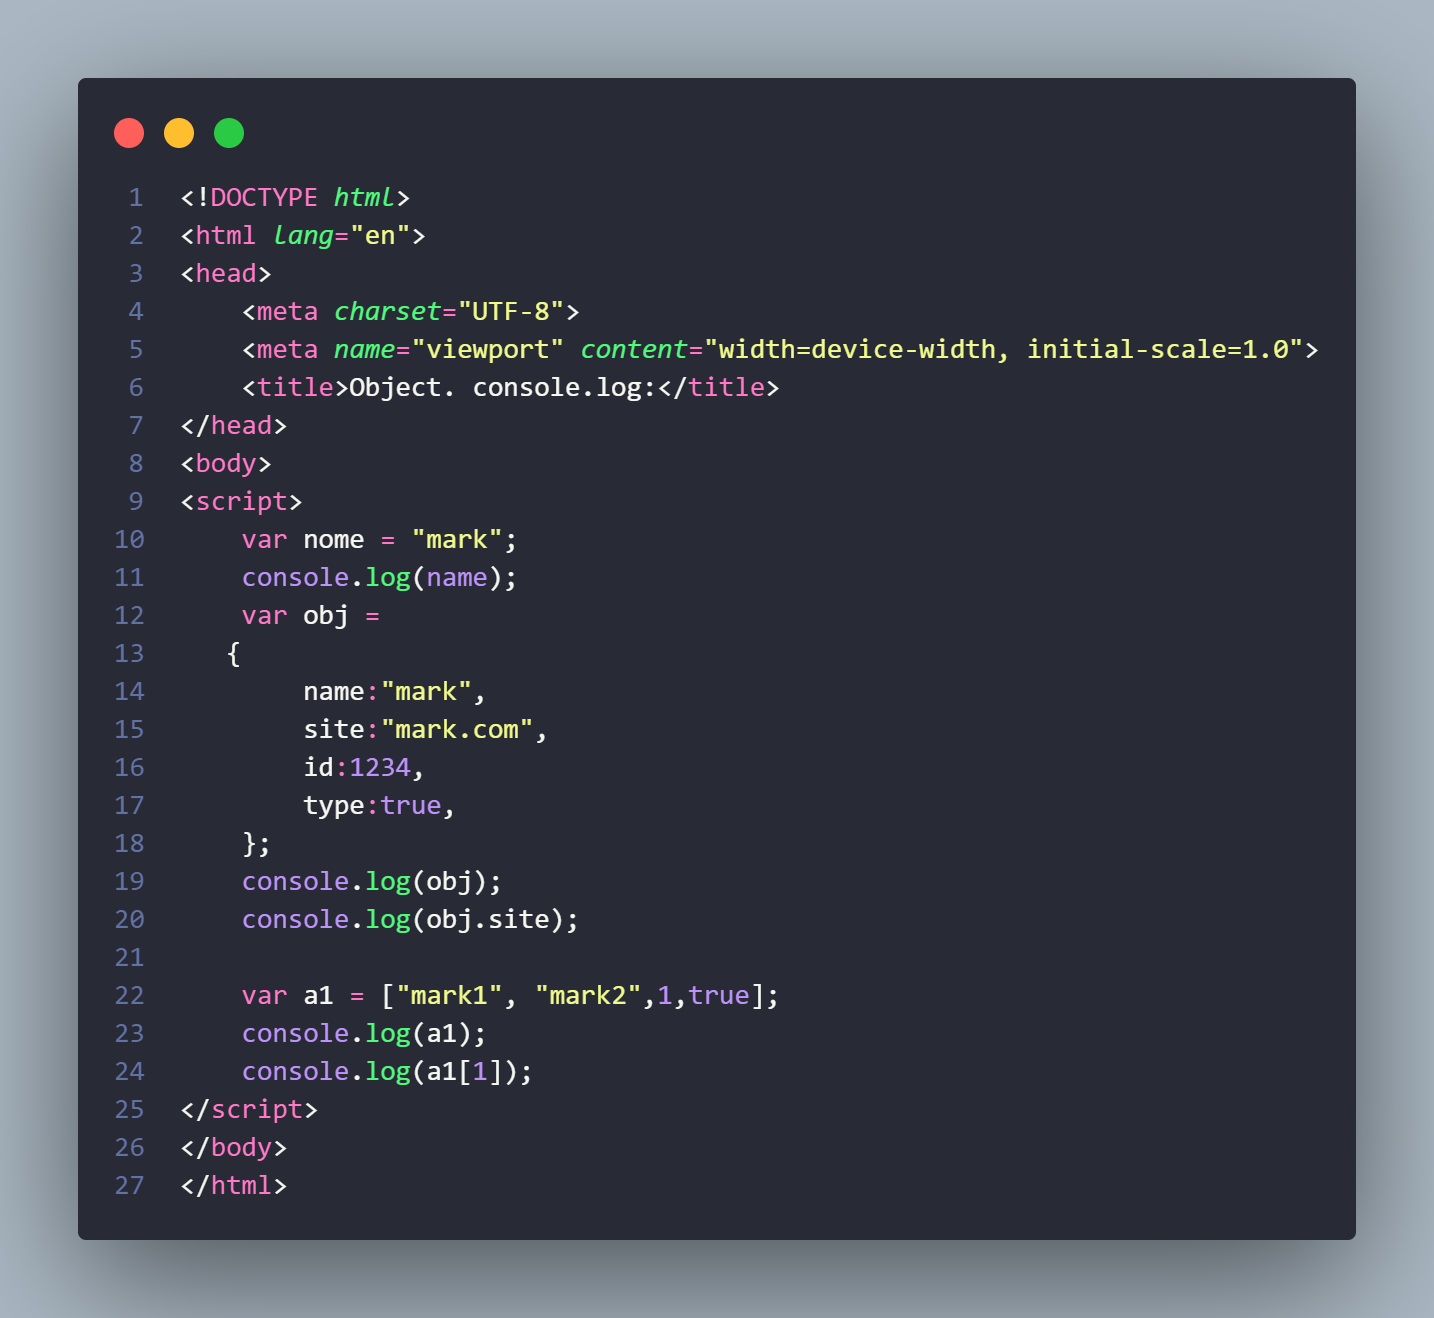 1 <!DOCTYPE html>
2 <html lang="en">
3 <head>
4     <meta charset="UTF-8">
5     <meta name="viewport" content="width=device-width, initial-scale=1.0">
6     <title>Object. console.log:</title>
7 </head>
8 <body>
9 <script>
10     var nome = "mark";
11     console.log(name);
12     var obj =
13    {
14         name:"mark",
15         site:"mark.com",
16         id:1234,
17         type:true,
18     };
19     console.log(obj);
20     console.log(obj.site);
21
22     var a1 = ["mark1", "mark2",1,true];
23     console.log(a1);
24     console.log(a1[1]);
25 </script>
26 </body>
27 </html>